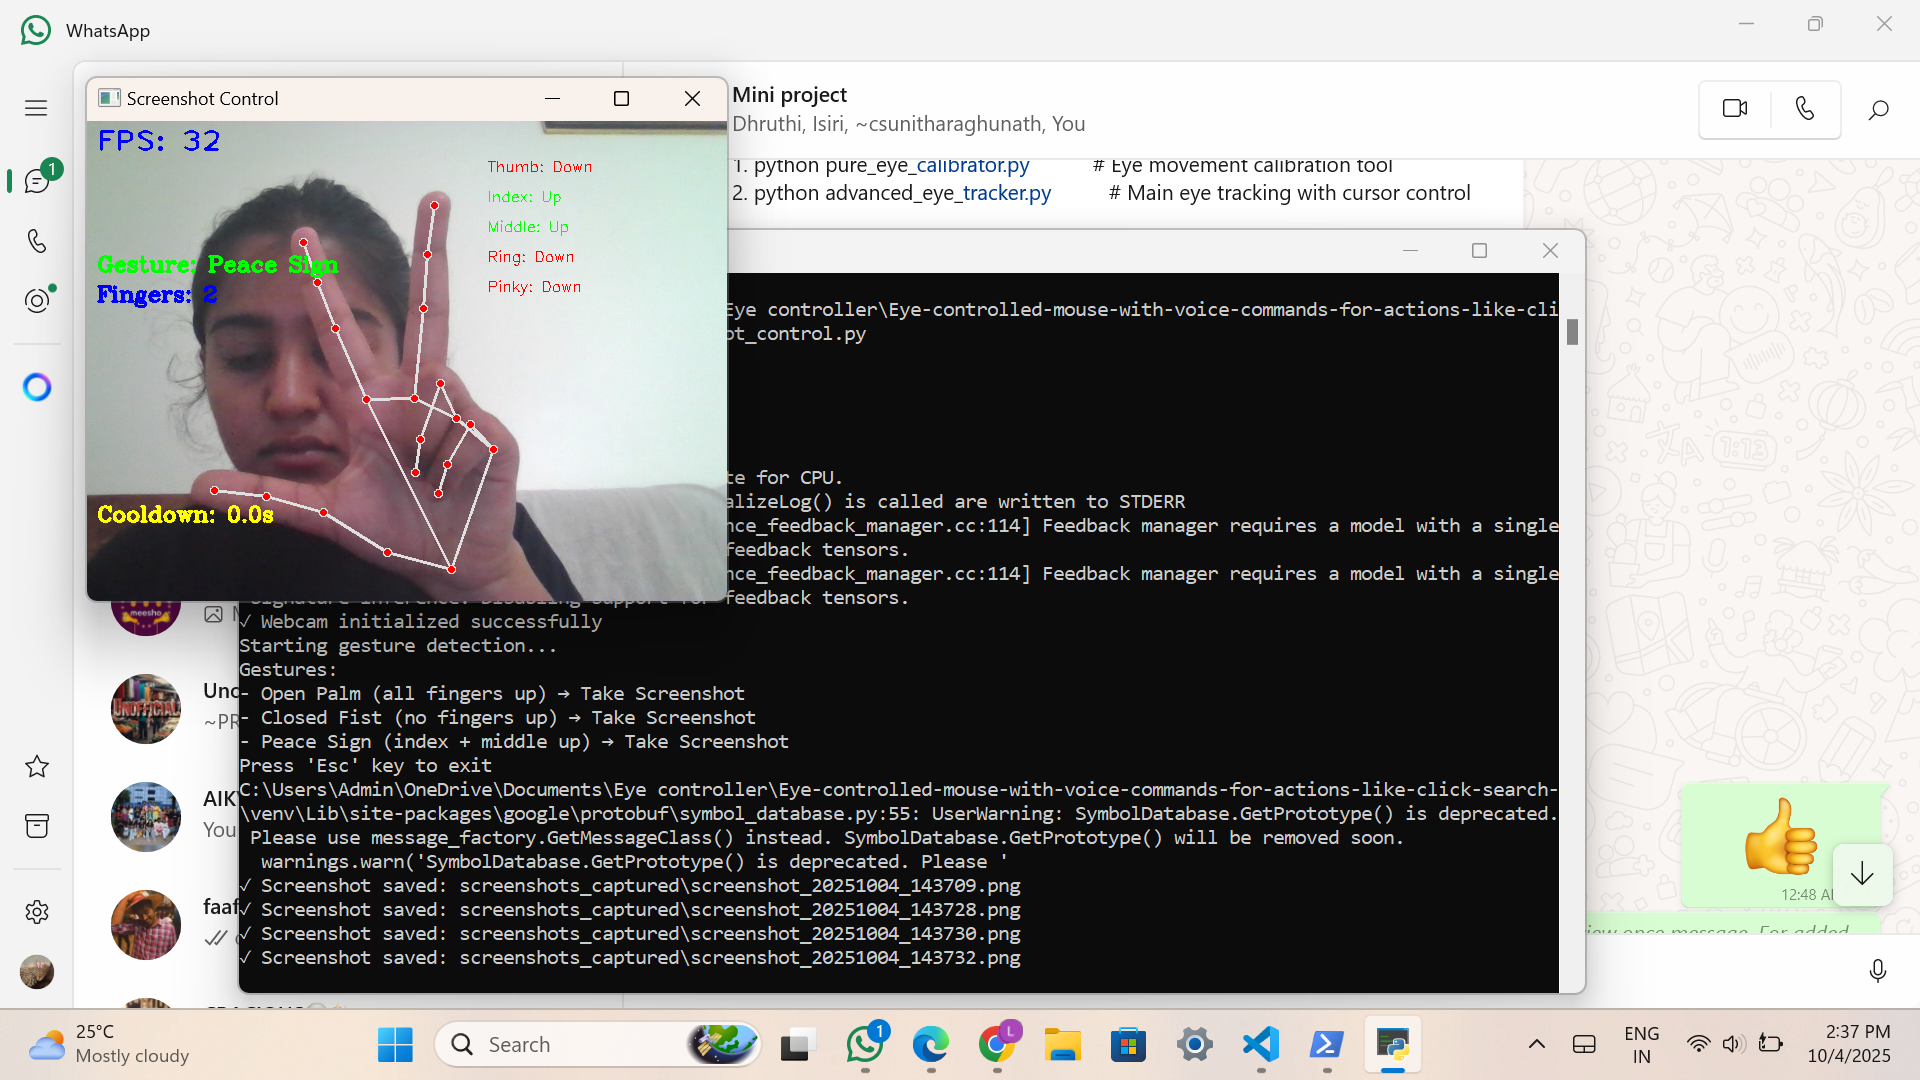 WhatsApp
Screenshot Control
FPS: 32
Thumb: Down
Index: Up
Middle: Up
Ring: Down
Pinky: Down
Gesture: Peace Sign
Fingers: 2
Cooldown: 0.0s
1
Mini project
Dhruthi, Isiri, ~csunitharaghunath, You
1. python pure_eye_calibrator.py # Eye movement calibration tool
2. python advanced_eye_tracker.py # Main eye tracking with cursor control
Eye controller\Eye-controlled-mouse-with-voice-commands-for-actions-like-cli
ot_control.py
te for CPU.
alizeLog() is called are written to STDERR
nce_feedback_manager.cc:114] Feedback manager requires a model with a single
feedback tensors.
nce_feedback_manager.cc:114] Feedback manager requires a model with a single
feedback tensors.
✓ Webcam initialized successfully
Starting gesture detection...
Gestures:
- Open Palm (all fingers up) → Take Screenshot
- Closed Fist (no fingers up) → Take Screenshot
- Peace Sign (index + middle up) → Take Screenshot
Press 'Esc' key to exit
C:\Users\Admin\OneDrive\Documents\Eye controller\Eye-controlled-mouse-with-voice-commands-for-actions-like-click-search-
\venv\Lib\site-packages\google\protobuf\symbol_database.py:55: UserWarning: SymbolDatabase.GetPrototype() is deprecated.
Please use message_factory.GetMessageClass() instead. SymbolDatabase.GetPrototype() will be removed soon.
warnings.warn('SymbolDatabase.GetPrototype() is deprecated. Please '
✓ Screenshot saved: screenshots_captured\screenshot_20251004_143709.png
✓ Screenshot saved: screenshots_captured\screenshot_20251004_143728.png
✓ Screenshot saved: screenshots_captured\screenshot_20251004_143730.png
✓ Screenshot saved: screenshots_captured\screenshot_20251004_143732.png
meesho
UNOFFICIAL
Unc
~PR
AIK
You
faaf
12:48 A
view once message. For added
25°C
Mostly cloudy
Search
1
L
ENG
IN
2:37 PM
10/4/2025